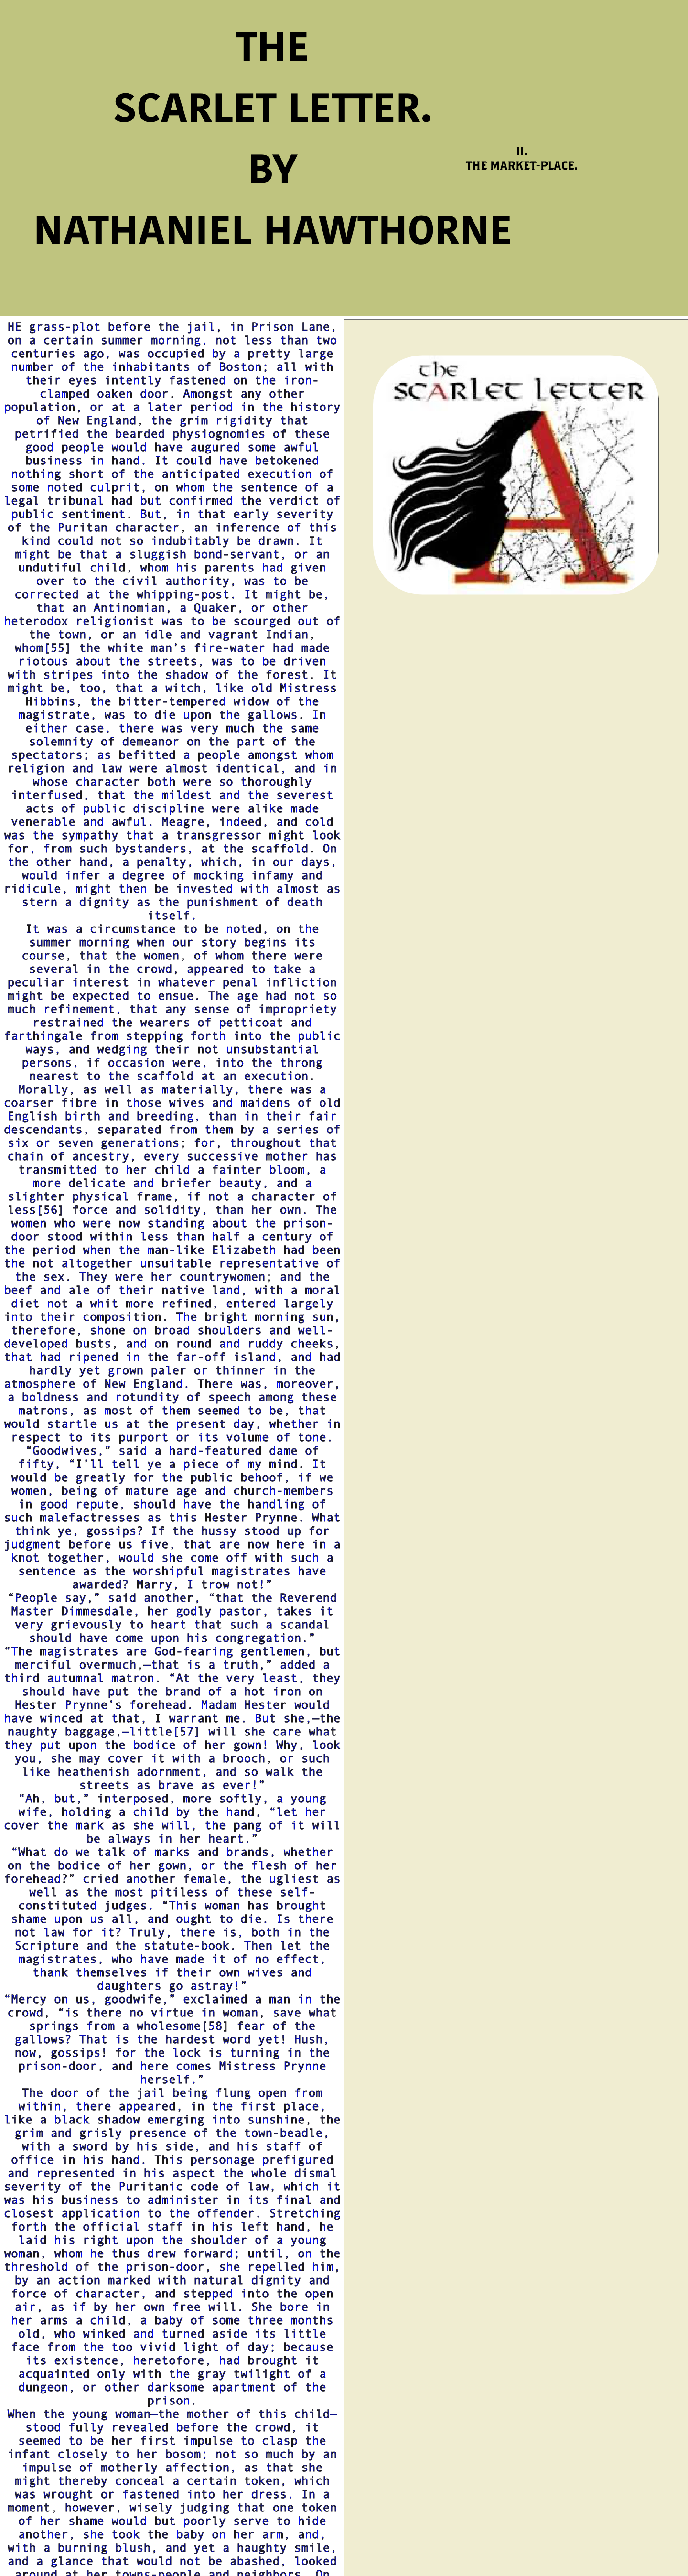 THE
SCARLET LETTER.
BY
NATHANIEL HAWTHORNE
II.
THE MARKET-PLACE.
HE grass-plot before the jail, in Prison Lane,
on a certain summer morning, not less than two
centuries ago, was occupied by a pretty large
number of the inhabitants of Boston; all with
their eyes intently fastened on the iron-
clamped oaken door. Amongst any other
population, or at a later period in the history
of New England, the grim rigidity that
petrified the bearded physiognomies of these
good people would have augured some awful
business in hand. It could have betokened
nothing short of the anticipated execution of
some noted culprit, on whom the sentence of a
legal tribunal had but confirmed the verdict of
public sentiment. But, in that early severity
of the Puritan character, an inference of this
kind could not so indubitably be drawn. It
might be that a sluggish bond-servant, or an
undutiful child, whom his parents had given
over to the civil authority, was to be
corrected at the whipping-post. It might be,
that an Antinomian, a Quaker, or other
heterodox religionist was to be scourged out of
the town, or an idle and vagrant Indian,
whom[55] the white man’s fire-water had made
riotous about the streets, was to be driven
with stripes into the shadow of the forest. It
might be, too, that a witch, like old Mistress
Hibbins, the bitter-tempered widow of the
magistrate, was to die upon the gallows. In
either case, there was very much the same
solemnity of demeanor on the part of the
spectators; as befitted a people amongst whom
religion and law were almost identical, and in
whose character both were so thoroughly
interfused, that the mildest and the severest
acts of public discipline were alike made
venerable and awful. Meagre, indeed, and cold
was the sympathy that a transgressor might look
for, from such bystanders, at the scaffold. On
the other hand, a penalty, which, in our days,
would infer a degree of mocking infamy and
ridicule, might then be invested with almost as
stern a dignity as the punishment of death
itself.
It was a circumstance to be noted, on the
summer morning when our story begins its
course, that the women, of whom there were
several in the crowd, appeared to take a
peculiar interest in whatever penal infliction
might be expected to ensue. The age had not so
much refinement, that any sense of impropriety
restrained the wearers of petticoat and
farthingale from stepping forth into the public
ways, and wedging their not unsubstantial
persons, if occasion were, into the throng
nearest to the scaffold at an execution.
Morally, as well as materially, there was a
coarser fibre in those wives and maidens of old
English birth and breeding, than in their fair
descendants, separated from them by a series of
six or seven generations; for, throughout that
chain of ancestry, every successive mother has
transmitted to her child a fainter bloom, a
more delicate and briefer beauty, and a
slighter physical frame, if not a character of
less[56] force and solidity, than her own. The
women who were now standing about the prison-
door stood within less than half a century of
the period when the man-like Elizabeth had been
the not altogether unsuitable representative of
the sex. They were her countrywomen; and the
beef and ale of their native land, with a moral
diet not a whit more refined, entered largely
into their composition. The bright morning sun,
therefore, shone on broad shoulders and well-
developed busts, and on round and ruddy cheeks,
that had ripened in the far-off island, and had
hardly yet grown paler or thinner in the
atmosphere of New England. There was, moreover,
a boldness and rotundity of speech among these
matrons, as most of them seemed to be, that
would startle us at the present day, whether in
respect to its purport or its volume of tone.
“Goodwives,” said a hard-featured dame of
fifty, “I’ll tell ye a piece of my mind. It
would be greatly for the public behoof, if we
women, being of mature age and church-members
in good repute, should have the handling of
such malefactresses as this Hester Prynne. What
think ye, gossips? If the hussy stood up for
judgment before us five, that are now here in a
knot together, would she come off with such a
sentence as the worshipful magistrates have
awarded? Marry, I trow not!”
“People say,” said another, “that the Reverend
Master Dimmesdale, her godly pastor, takes it
very grievously to heart that such a scandal
should have come upon his congregation.”
“The magistrates are God-fearing gentlemen, but
merciful overmuch,—that is a truth,” added a
third autumnal matron. “At the very least, they
should have put the brand of a hot iron on
Hester Prynne’s forehead. Madam Hester would
have winced at that, I warrant me. But she,—the
naughty baggage,—little[57] will she care what
they put upon the bodice of her gown! Why, look
you, she may cover it with a brooch, or such
like heathenish adornment, and so walk the
streets as brave as ever!”
“Ah, but,” interposed, more softly, a young
wife, holding a child by the hand, “let her
cover the mark as she will, the pang of it will
be always in her heart.”
“What do we talk of marks and brands, whether
on the bodice of her gown, or the flesh of her
forehead?” cried another female, the ugliest as
well as the most pitiless of these self-
constituted judges. “This woman has brought
shame upon us all, and ought to die. Is there
not law for it? Truly, there is, both in the
Scripture and the statute-book. Then let the
magistrates, who have made it of no effect,
thank themselves if their own wives and
daughters go astray!”
“Mercy on us, goodwife,” exclaimed a man in the
crowd, “is there no virtue in woman, save what
springs from a wholesome[58] fear of the
gallows? That is the hardest word yet! Hush,
now, gossips! for the lock is turning in the
prison-door, and here comes Mistress Prynne
herself.”
The door of the jail being flung open from
within, there appeared, in the first place,
like a black shadow emerging into sunshine, the
grim and grisly presence of the town-beadle,
with a sword by his side, and his staff of
office in his hand. This personage prefigured
and represented in his aspect the whole dismal
severity of the Puritanic code of law, which it
was his business to administer in its final and
closest application to the offender. Stretching
forth the official staff in his left hand, he
laid his right upon the shoulder of a young
woman, whom he thus drew forward; until, on the
threshold of the prison-door, she repelled him,
by an action marked with natural dignity and
force of character, and stepped into the open
air, as if by her own free will. She bore in
her arms a child, a baby of some three months
old, who winked and turned aside its little
face from the too vivid light of day; because
its existence, heretofore, had brought it
acquainted only with the gray twilight of a
dungeon, or other darksome apartment of the
prison.
When the young woman—the mother of this child—
stood fully revealed before the crowd, it
seemed to be her first impulse to clasp the
infant closely to her bosom; not so much by an
impulse of motherly affection, as that she
might thereby conceal a certain token, which
was wrought or fastened into her dress. In a
moment, however, wisely judging that one token
of her shame would but poorly serve to hide
another, she took the baby on her arm, and,
with a burning blush, and yet a haughty smile,
and a glance that would not be abashed, looked
around at her towns-people and neighbors. On
the
SCARLET LETTER
A